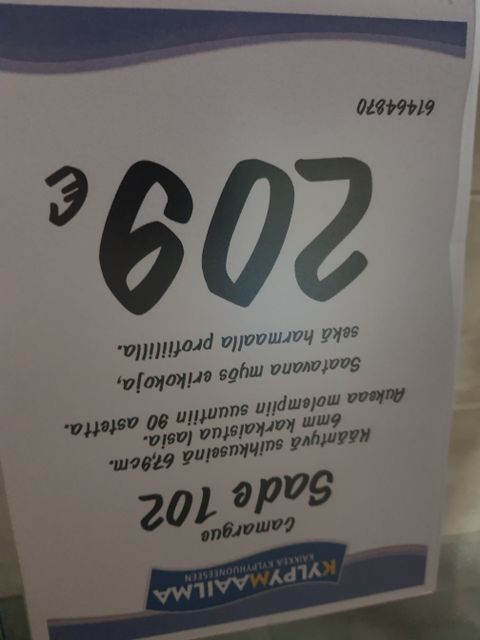 KYLPYMAAILMA
KAIKKEA KYLPYHUONEESEEN
Camargue
Sade 102
Kääntyvä suihkuseinä 67,9cm.
6mm karkaistua lasia.
Aukeaa molempiin suuntiin 90 astetta.
Saatavana myös erikokoja,
sekä harmaalla profiililla.
209 €
61464870